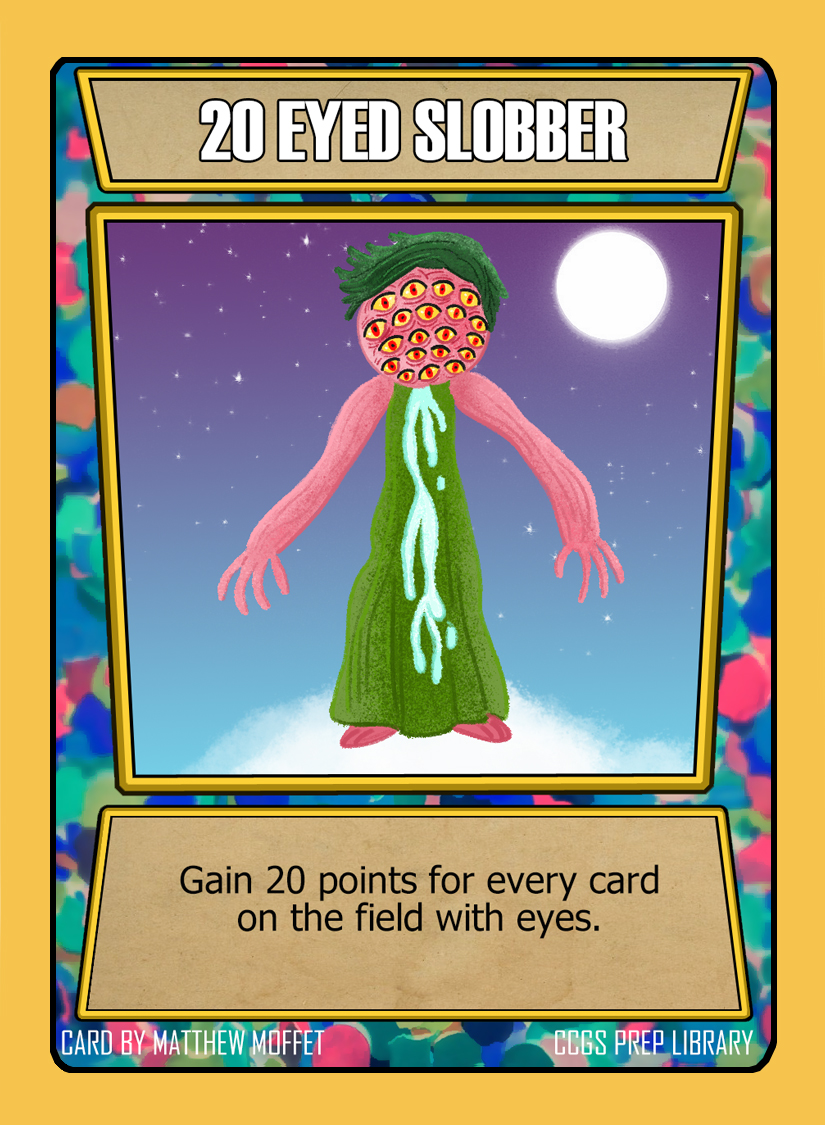 20 EYED SLOBBER
Gain 20 points for every card
on the field with eyes.
CARD BY MATTHEW MOFFET
CCGS PREP LIBRARY